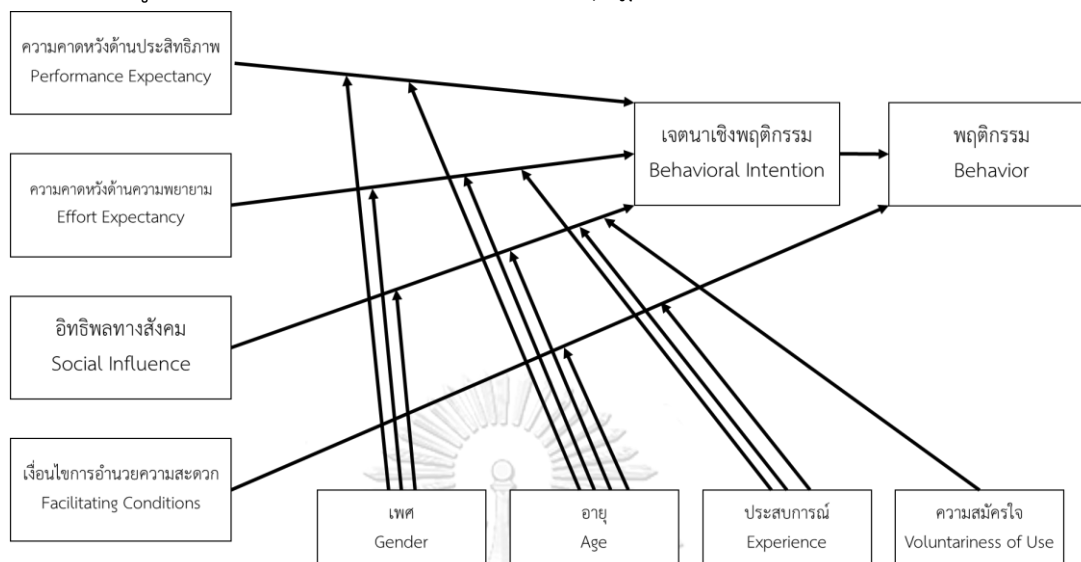 ความคาดหวังด้านประสิทธิภาพ
Performance Expectancy
เจตนาเชิงพฤติกรรม
Behavioral Intention
พฤติกรรม
Behavior
ความคาดหวังด้านความพยายาม
Effort Expectancy
อิทธิพลทางสังคม
Social Influence
เงื่อนไขการอำนวยความสะดวก
Facilitating Conditions
เพศ
Gender
อายุ
Age
ประสบการณ์
Experience
ความสมัครใจ
Voluntariness of Use